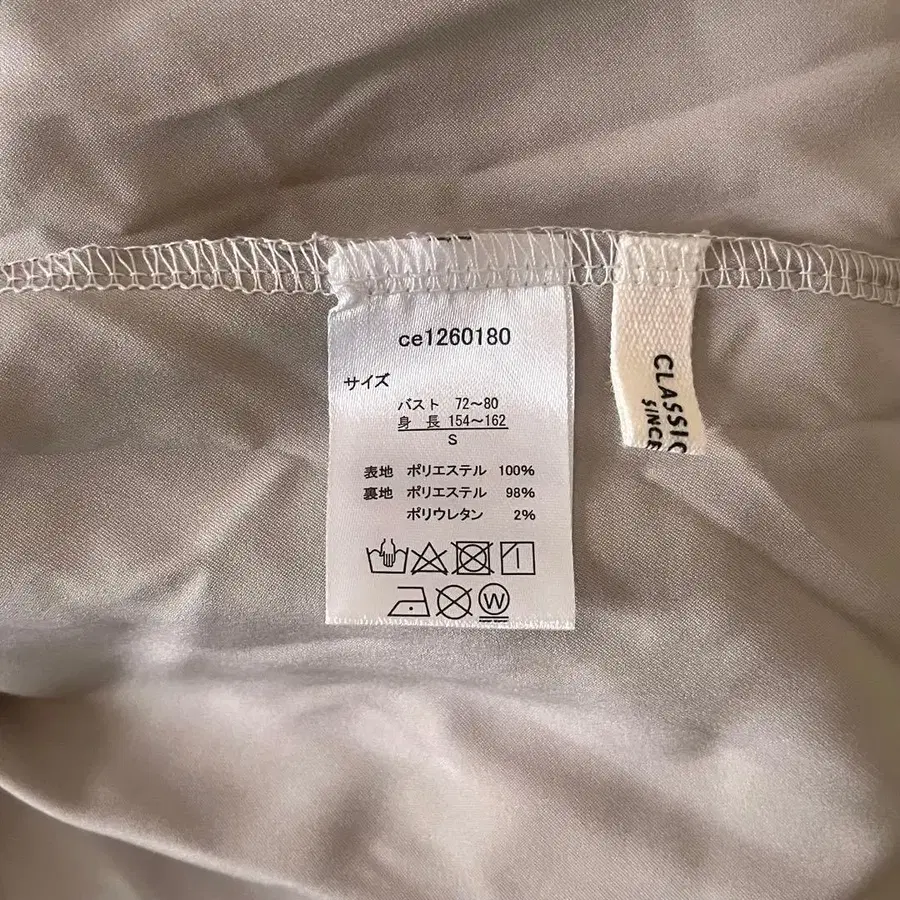 ce1260180
サイズ
バスト 72～80
身 長 154～162
S
表地 ポリエステル 100%
裏地 ポリエステル 98%
ポリウレタン 2%
W
CLASSIC
SINCE